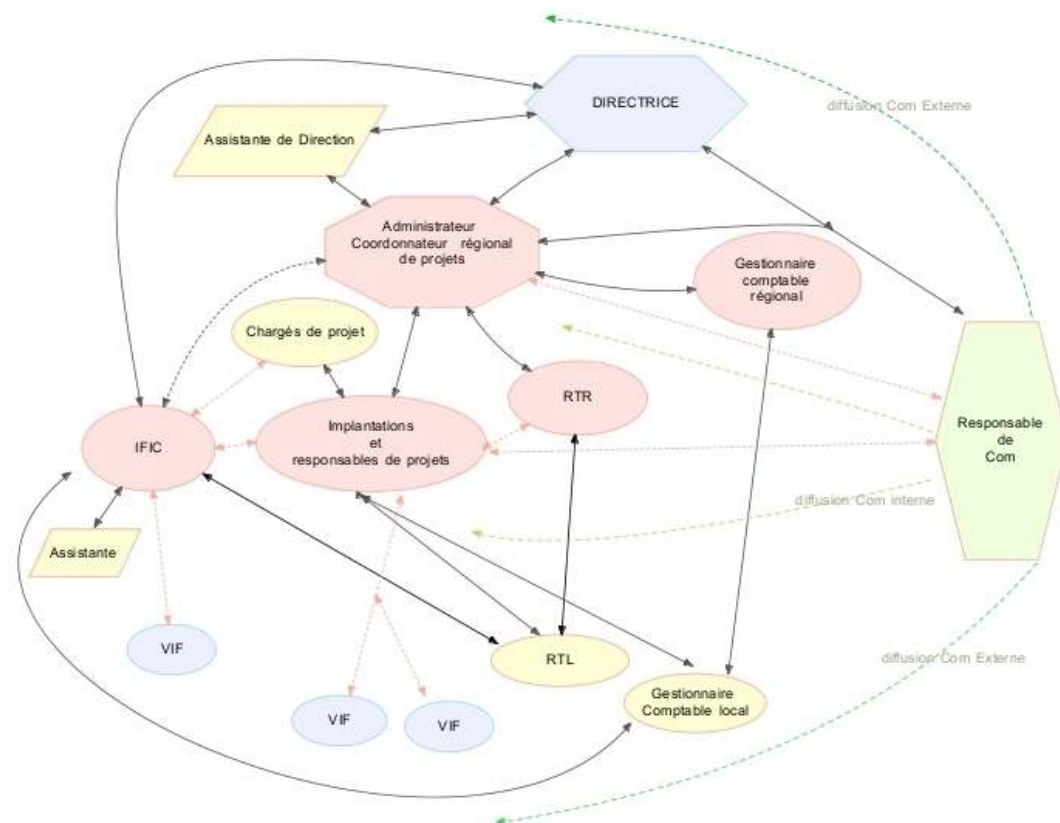 DIRECTRICE
diffusion Com Externe
Assistante de Direction
Administrateur
Coordonnateur régional
de projets
Gestionnaire
comptable
régional
Chargés de projet
RTR
Responsable
de
Com
IFIC
Implantations
et
responsables de projets
diffusion Com interne
Assistante
VIF
RTL
diffusion Com Externe
Gestionnaire
Comptable local
VIF
VIF